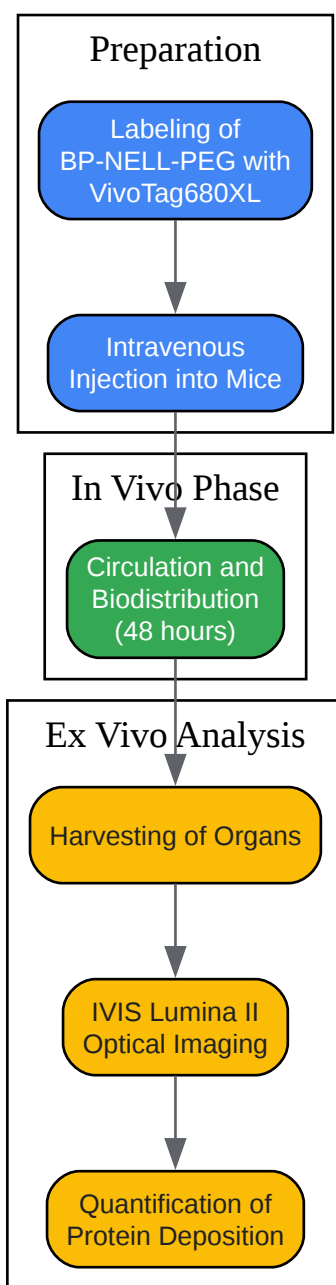 Preparation
Labeling of
BP-NELL-PEG with
VivoTag680XL
Intravenous
Injection into Mice
In Vivo Phase
Circulation and
Biodistribution
(48 hours)
Ex Vivo Analysis
Harvesting of Organs
IVIS Lumina II
Optical Imaging
Quantification of
Protein Deposition